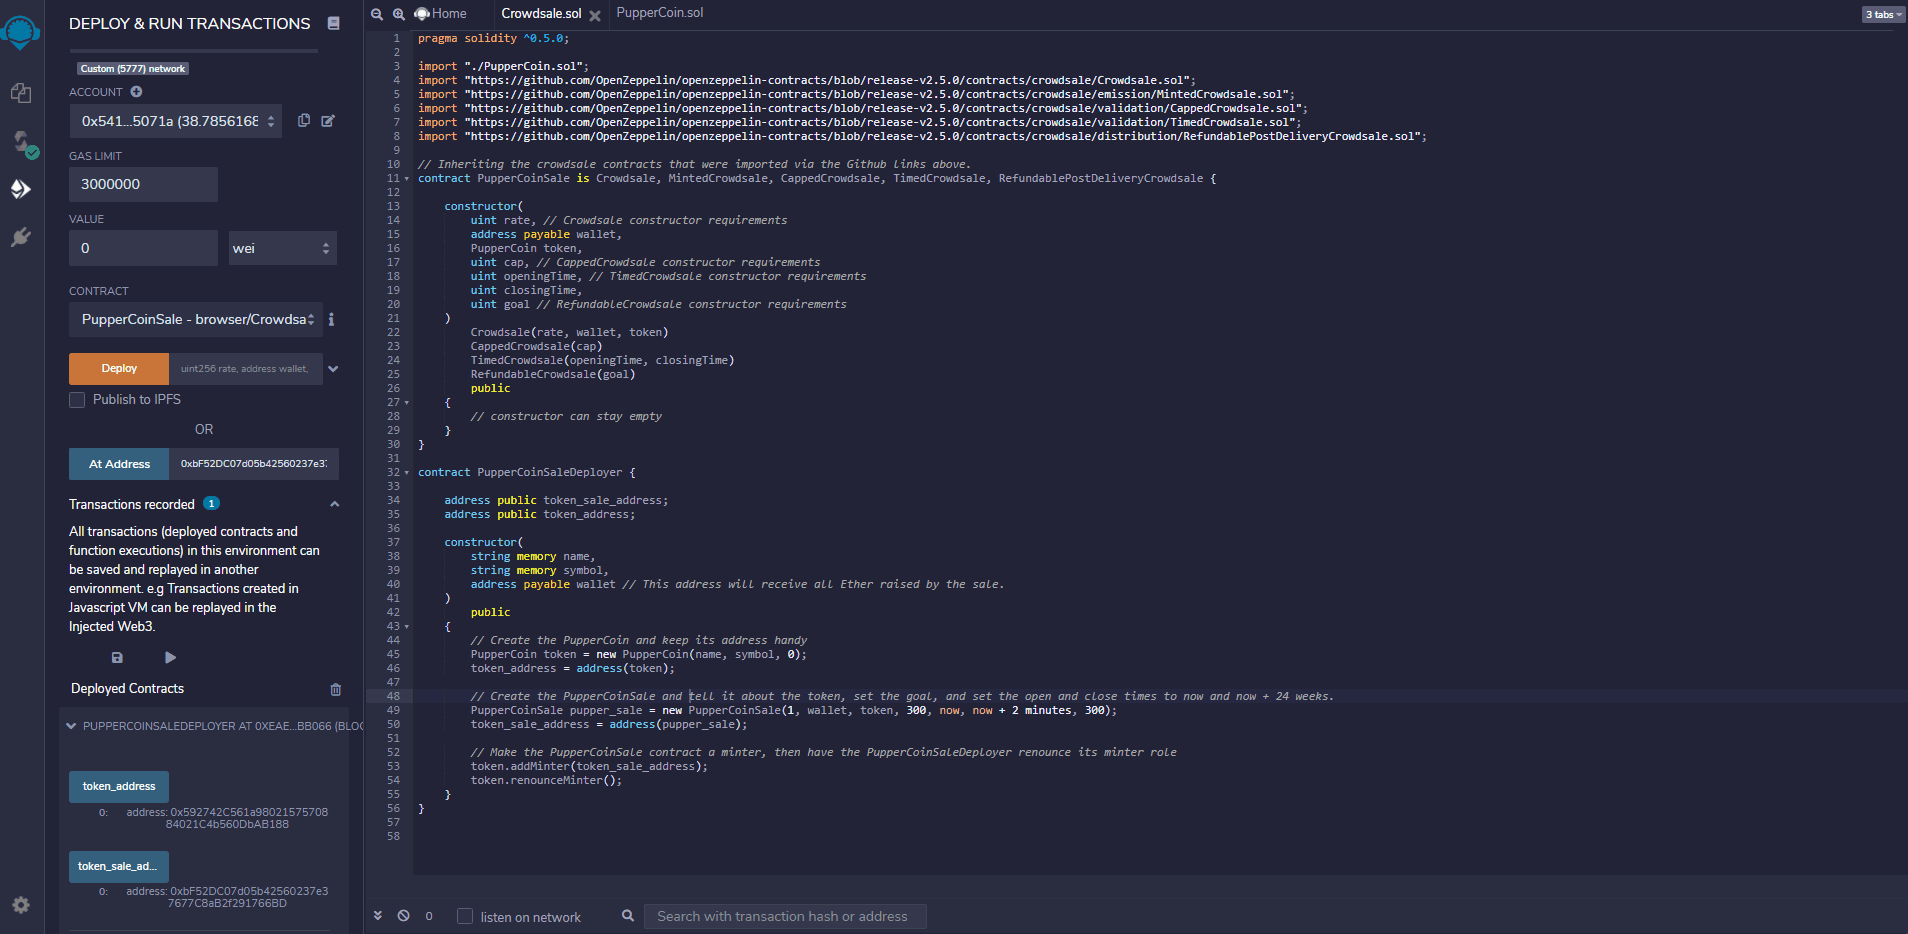 DEPLOY & RUN TRANSACTIONS
Custom (5777) network
ACCOUNT
0x541...5071a (38.7856168
GAS LIMIT
3000000
VALUE
0
wei
CONTRACT
PupperCoinSale - browser/Crowdsa
i
Deploy
uint256 rate, address wallet,
Publish to IPFS
OR
At Address
0xbF52DC07d05b42560237e3
Transactions recorded 1
All transactions (deployed contracts and
function executions) in this environment can
be saved and replayed in another
environment. e.g Transactions created in
Javascript VM can be replayed in the
Injected Web3.
Deployed Contracts
PUPPERCOINSALEDEPLOYER AT 0XEAE...BB066 (BLOC
token_address
0: address: 0x592742C561a98021575708
84021C4b560DbAB188
token_sale_ad...
0: address: 0xbF52DC07d05b42560237e3
7677C8aB2f291766BD
Home
Crowdsale.sol
PupperCoin.sol
3 tabs
1 pragma solidity ^0.5.0;
2
3 import "./PupperCoin.sol";
4 import "https://github.com/OpenZeppelin/openzeppelin-contracts/blob/release-v2.5.0/contracts/crowdsale/Crowdsale.sol";
5 import "https://github.com/OpenZeppelin/openzeppelin-contracts/blob/release-v2.5.0/contracts/crowdsale/emission/MintedCrowdsale.sol";
6 import "https://github.com/OpenZeppelin/openzeppelin-contracts/blob/release-v2.5.0/contracts/crowdsale/validation/CappedCrowdsale.sol";
7 import "https://github.com/OpenZeppelin/openzeppelin-contracts/blob/release-v2.5.0/contracts/crowdsale/validation/TimedCrowdsale.sol";
8 import "https://github.com/OpenZeppelin/openzeppelin-contracts/blob/release-v2.5.0/contracts/crowdsale/distribution/RefundablePostDeliveryCrowdsale.sol";
9
10 // Inheriting the crowdsale contracts that were imported via the Github links above.
11 contract PupperCoinSale is Crowdsale, MintedCrowdsale, CappedCrowdsale, TimedCrowdsale, RefundablePostDeliveryCrowdsale {
12
13 constructor(
14 uint rate, // Crowdsale constructor requirements
15 address payable wallet,
16 PupperCoin token,
17 uint cap, // CappedCrowdsale constructor requirements
18 uint openingTime, // TimedCrowdsale constructor requirements
19 uint closingTime,
20 uint goal // RefundableCrowdsale constructor requirements
21 )
22 Crowdsale(rate, wallet, token)
23 CappedCrowdsale(cap)
24 TimedCrowdsale(openingTime, closingTime)
25 RefundableCrowdsale(goal)
26 public
27 {
28 // constructor can stay empty
29 }
30 }
31
32 contract PupperCoinSaleDeployer {
33
34 address public token_sale_address;
35 address public token_address;
36
37 constructor(
38 string memory name,
39 string memory symbol,
40 address payable wallet // This address will receive all Ether raised by the sale.
41 )
42 public
43 {
44 // Create the PupperCoin and keep its address handy
45 PupperCoin token = new PupperCoin(name, symbol, 0);
46 token_address = address(token);
47
48 // Create the PupperCoinSale and tell it about the token, set the goal, and set the open and close times to now and now + 24 weeks.
49 PupperCoinSale pupper_sale = new PupperCoinSale(1, wallet, token, 300, now, now + 2 minutes, 300);
50 token_sale_address = address(pupper_sale);
51
52 // Make the PupperCoinSale contract a minter, then have the PupperCoinSaleDeployer renounce its minter role
53 token.addMinter(token_sale_address);
54 token.renounceMinter();
55 }
56 }
57
58
0
listen on network
Search with transaction hash or address